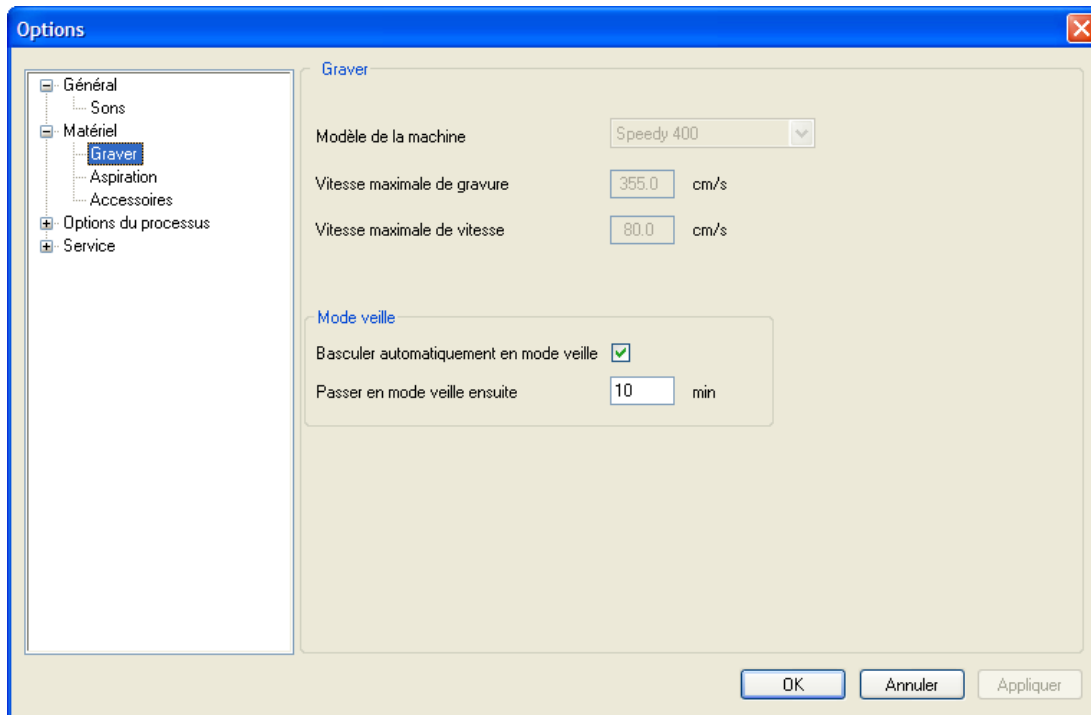 Options
Général
Sons
Matériel
Graver
Aspiration
Accessoires
Options du processus
Service
Graver
Modèle de la machine Speedy 400
Vitesse maximale de gravure 355.0 cm/s
Vitesse maximale de vitesse 80.0 cm/s
Mode veille
Basculer automatiquement en mode veille
Passer en mode veille ensuite 10 min
OK Annuler Appliquer